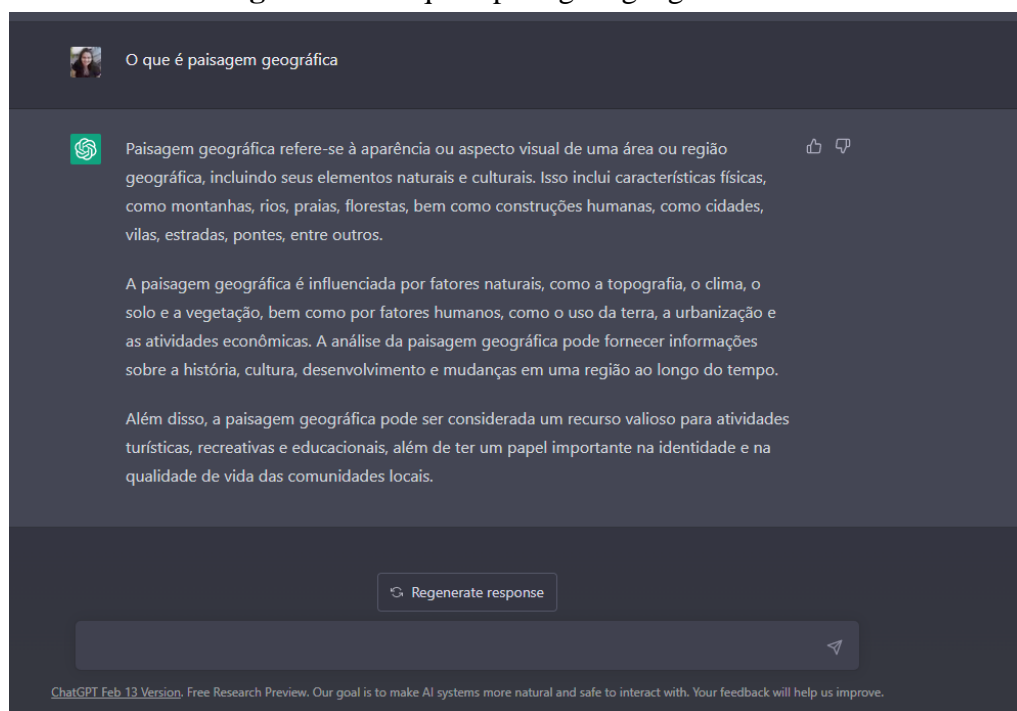 O que é paisagem geográfica
Paisagem geográfica refere-se à aparência ou aspecto visual de uma área ou região
geográfica, incluindo seus elementos naturais e culturais. Isso inclui características físicas,
como montanhas, rios, praias, florestas, bem como construções humanas, como cidades,
vilas, estradas, pontes, entre outros.
A paisagem geográfica é influenciada por fatores naturais, como a topografia, o clima, o
solo e a vegetação, bem como por fatores humanos, como o uso da terra, a urbanização e
as atividades econômicas. A análise da paisagem geográfica pode fornecer informações
sobre a história, cultura, desenvolvimento e mudanças em uma região ao longo do tempo.
Além disso, a paisagem geográfica pode ser considerada um recurso valioso para atividades
turísticas, recreativas e educacionais, além de ter um papel importante na identidade e na
qualidade de vida das comunidades locais.
Regenerate response
ChatGPT Feb 13 Version. Free Research Preview. Our goal is to make AI systems more natural and safe to interact with. Your feedback will help us improve.